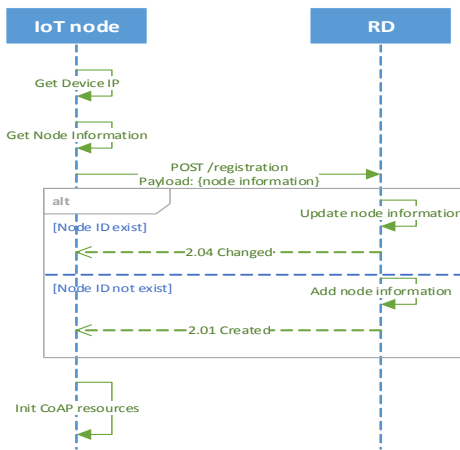 IoT node
RD
Get Device IP
Get Node Information
POST /registration
Payload: {node information}
alt
Update node information
[Node ID exist]
2.04 Changed
[Node ID not exist]
Add node information
2.01 Created
Init CoAP resources